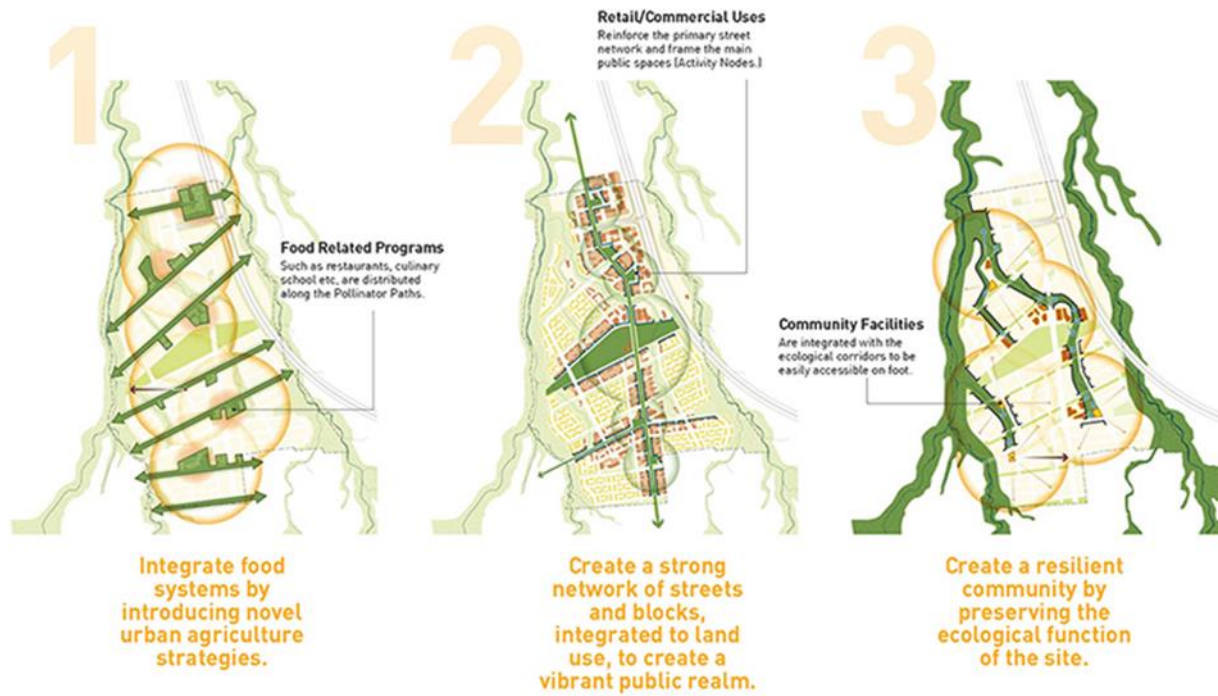 1
Food Related Programs
Such as restaurants, culinary
school etc, are distributed
along the Pollinator Paths.
Integrate food
systems by
introducing novel
urban agriculture
strategies.
2
Retail/Commercial Uses
Reinforce the primary street
network and frame the main
public spaces (Activity Nodes.)
Create a strong
network of streets
and blocks,
integrated to land
use, to create a
vibrant public realm.
3
Community Facilities
Are integrated with the
ecological corridors to be
easily accessible on foot.
Create a resilient
community by
preserving the
ecological function
of the site.